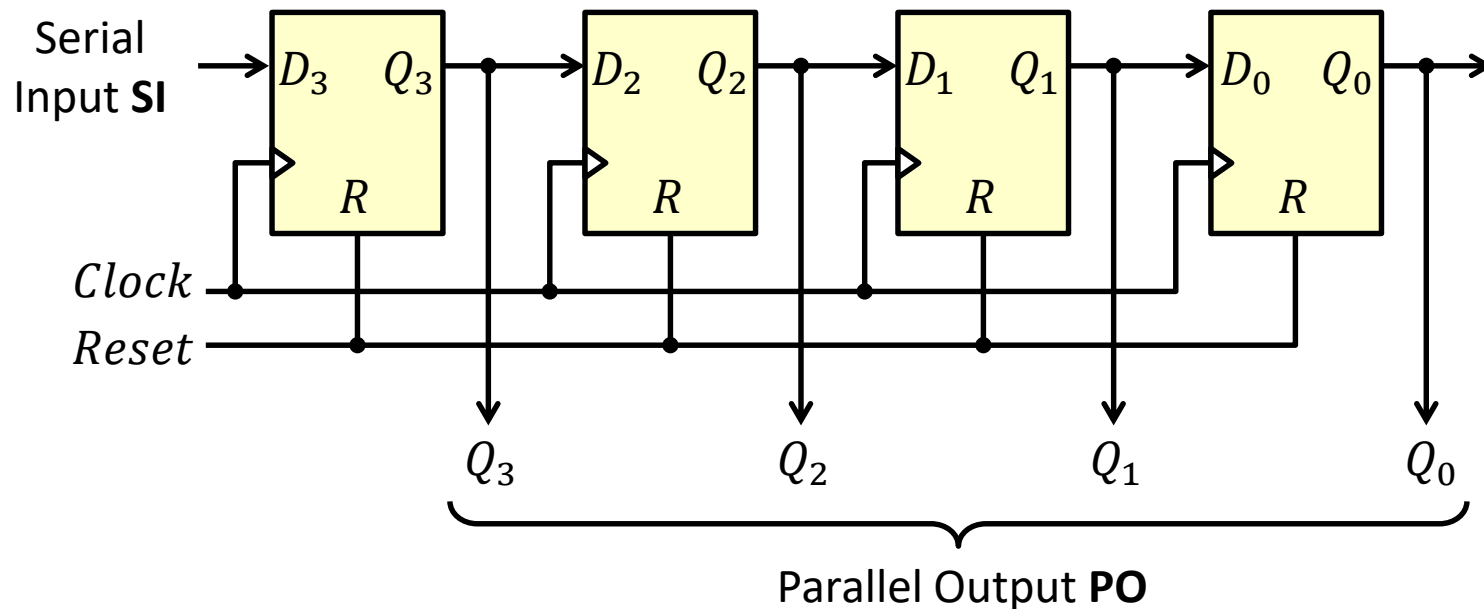 Serial
Input SI
D₃ Q₃
D₂ Q₂
D₁ Q₁
D₀ Q₀
R
R
R
R
Clock
Reset
Q₃
Q₂
Q₁
Q₀
Parallel Output PO